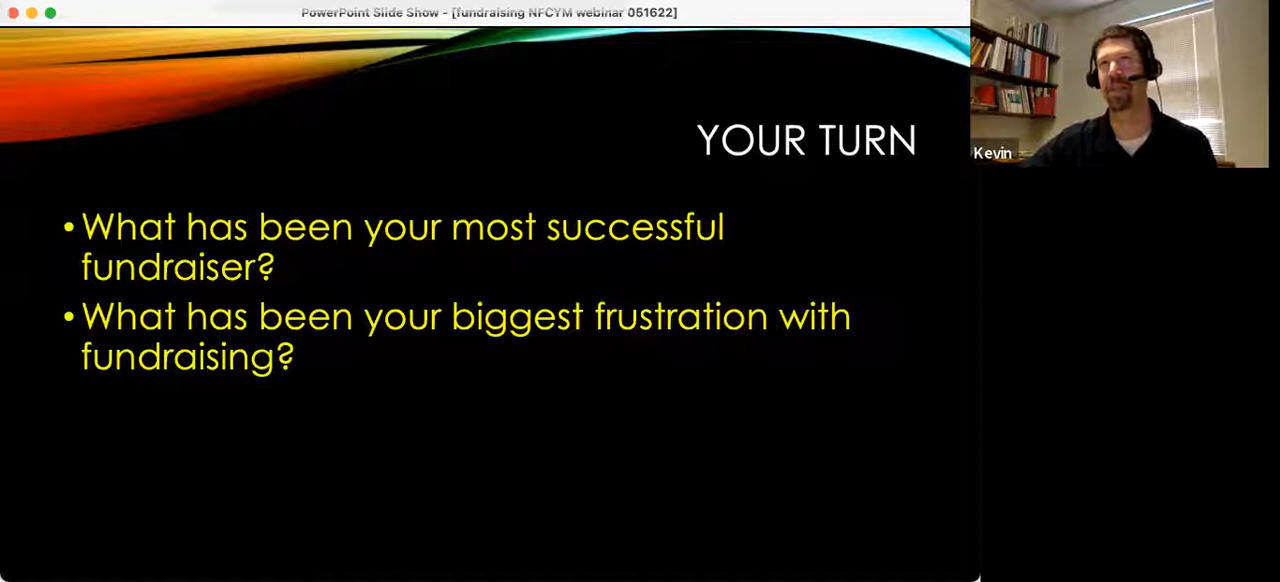 PowerPoint Slide Show - [fundraising NFCYM webinar 051622]
YOUR TURN
Kevin
• What has been your most successful
fundraiser?
• What has been your biggest frustration with
fundraising?